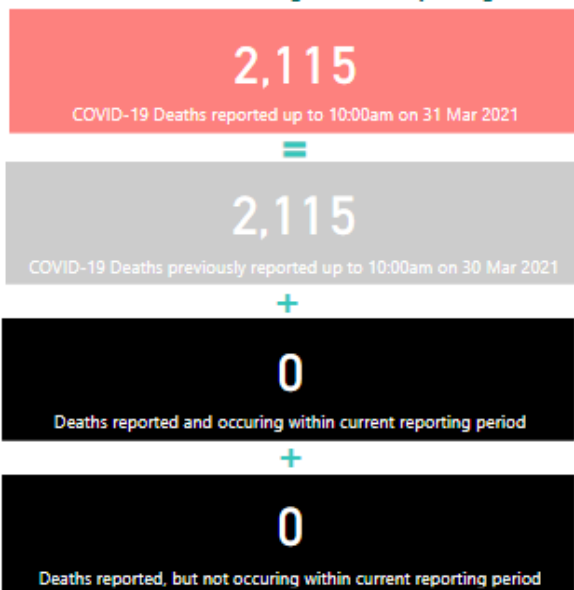 2,115
COVID-19 Deaths reported up to 10:00am on 31 Mar 2021
=
2,115
COVID-19 Deaths previously reported up to 10:00am on 30 Mar 2021
+
0
Deaths reported and occuring within current reporting period
+
0
Deaths reported, but not occuring within current reporting period